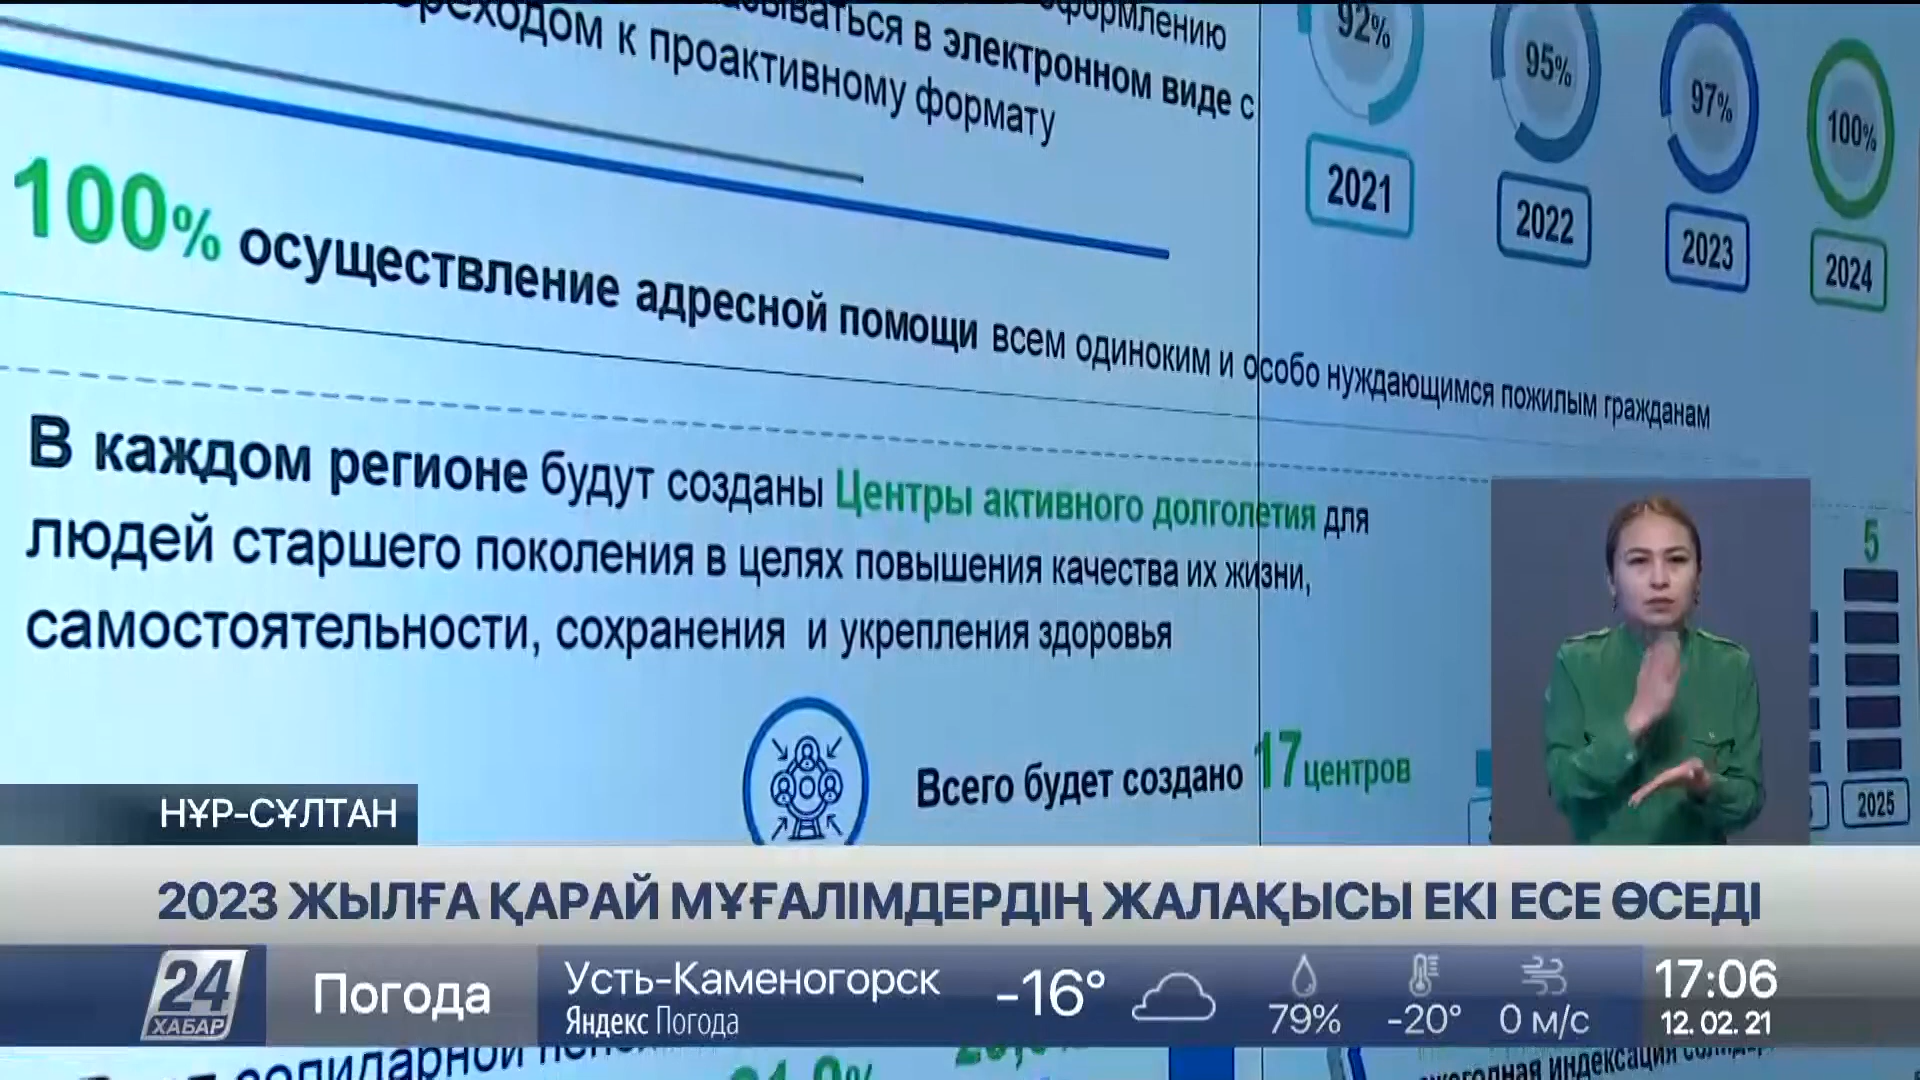 оформлению
в электронном виде с
к проактивному формату
92%
95%
97%
100%
2021
2022
2023
2024
100% осуществление адресной помощи всем одиноким и особо нуждающимся пожилым гражданам
В каждом регионе будут созданы Центры активного долголетия для
людей старшего поколения в целях повышения качества их жизни,
самостоятельности, сохранения и укрепления здоровья
5
Всего будет создано 17 центров
2025
НҰР-СҰЛТАН
2023 ЖЫЛҒА ҚАРАЙ МҰҒАЛІМДЕРДІҢ ЖАЛАҚЫСЫ ЕКІ ЕСЕ ӨСЕДІ
24
ХАБАР
Погода
Усть-Каменогорск
Яндекс Погода
-16°
79%
-20°
0 м/с
17:06
12. 02. 21
солидарной
индексация